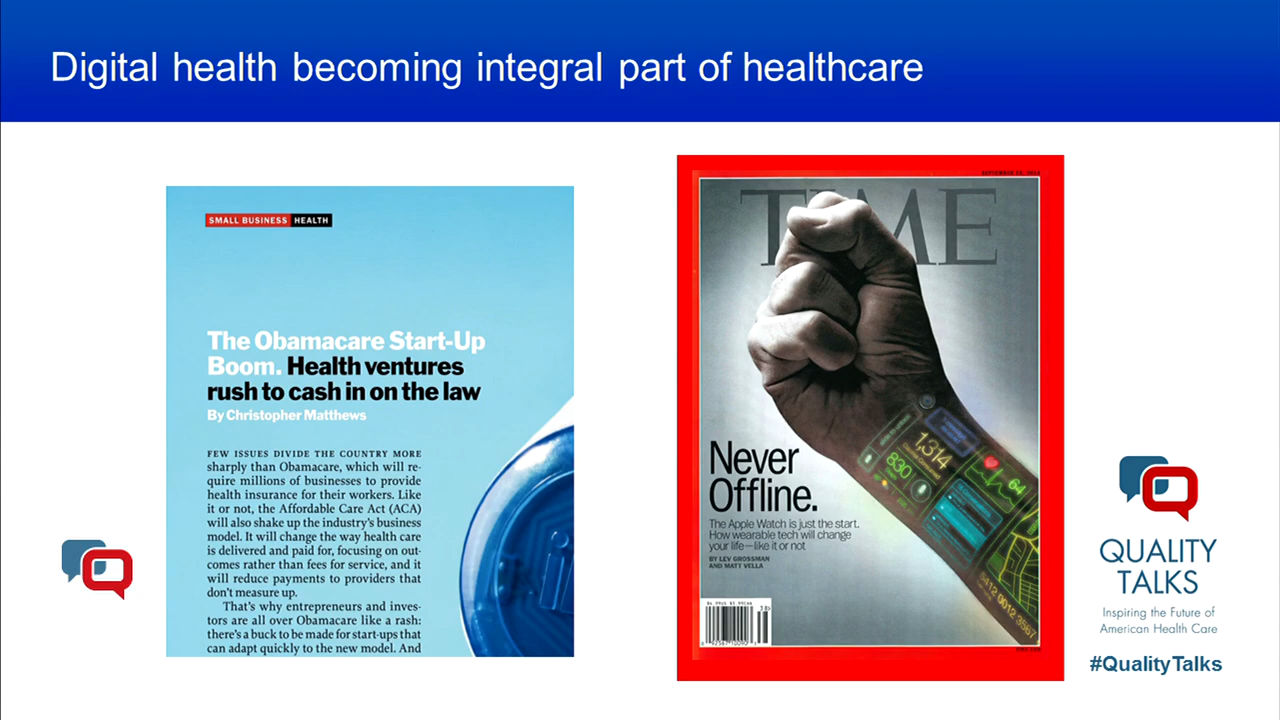 Digital health becoming integral part of healthcare
SMALL BUSINESS HEALTH
The Obamacare Start-Up
Boom. Health ventures
rush to cash in on the law
By Christopher Matthews
FEW ISSUES DIVIDE THE COUNTRY MORE
sharply than Obamacare, which will re-
quire millions of businesses to provide
health insurance for their workers. Like
it or not, the Affordable Care Act (ACA)
will also shake up the industry's business
model. It will change the way health care
is delivered and paid for, focusing on out-
comes rather than fees for service, and it
will reduce payments to providers that
don't measure up.
That's why entrepreneurs and inves-
tors are all over Obamacare like a rash:
there's a buck to be made for start-ups that
can adapt quickly to the new model. And
TIME
1,314
830
64
Never
Offline.
The Apple Watch is just the start.
How wearable tech will change
your life—like it or not
BY LEV GROSSMAN
AND MATT VELLA
0412 9012 3567
QUALITY
TALKS
Inspiring the Future of
American Health Care
#QualityTalks